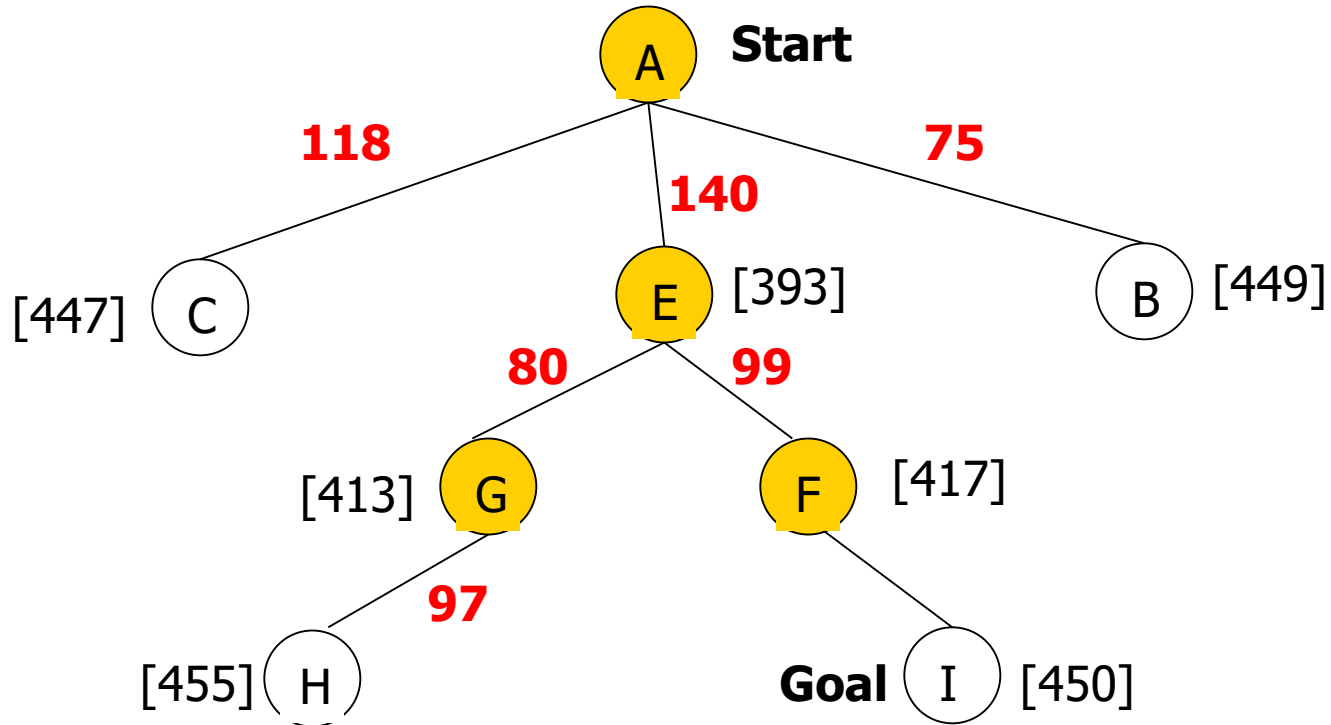 A Start
118
75
140
[447] C
E [393]
B [449]
80
99
[413] G
F [417]
97
[455] H
Goal I [450]